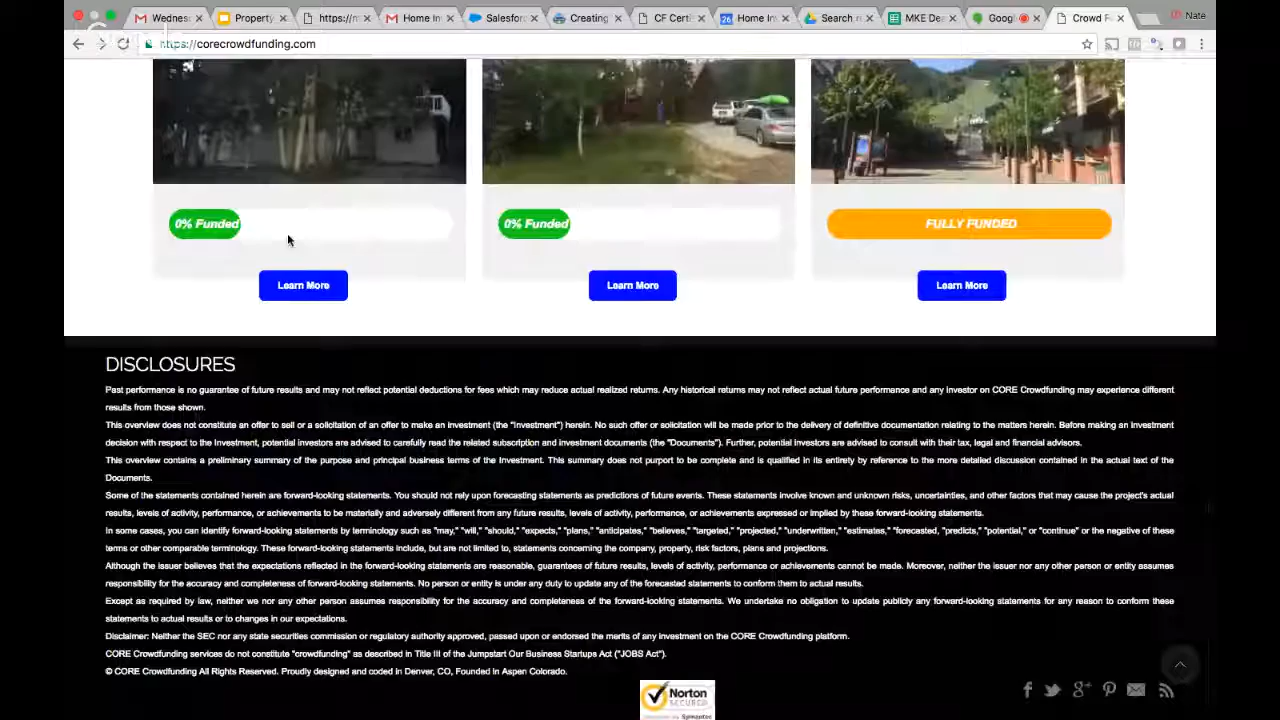 Wednes
Property
https://m
Home In
Salesfor
Creating
CF Certi
Home In
Search re
MKE De
Goog
Crowd F
Nate
https://corecrowdfunding.com
0% Funded
0% Funded
FULLY FUNDED
Learn More
Learn More
Learn More
DISCLOSURES
Past performance is no guarantee of future results and may not reflect potential deductions for fees which may reduce actual realized returns. Any historical returns may not reflect actual future performance and any investor on CORE Crowdfunding may experience different
results from those shown.
This overview does not constitute an offer to sell or a solicitation of an offer to make an investment (the "Investment") herein. No such offer or solicitation will be made prior to the delivery of definitive documentation relating to the matters herein. Before making an investment
decision with respect to the Investment, potential investors are advised to carefully read the related subscription and investment documents (the "Documents"). Further, potential investors are advised to consult with their tax, legal and financial advisors.
This overview contains a preliminary summary of the purpose and principal business terms of the Investment. This summary does not purport to be complete and is qualified in its entirety by reference to the more detailed discussion contained in the actual text of the
Documents.
Some of the statements contained herein are forward-looking statements. You should not rely upon forecasting statements as predictions of future events. These statements involve known and unknown risks, uncertainties, and other factors that may cause the project's actual
results, levels of activity, performance, or achievements to be materially and adversely different from any future results, levels of activity, performance, or achievements expressed or implied by these forward-looking statements.
In some cases, you can identify forward-looking statements by terminology such as "may," "will," "should," "expects," "plans," "anticipates," "believes," "targeted," "projected," "underwritten," "estimates," "forecasted, "predicts," "potential," or "continue" or the negative of these
terms or other comparable terminology. These forward-looking statements include, but are not limited to, statements concerning the company, property, risk factors, plans and projections.
Although the issuer believes that the expectations reflected in the forward-looking statements are reasonable, guarantees of future results, levels of activity, performance or achievements cannot be made. Moreover, neither the issuer nor any other person or entity assumes
responsibility for the accuracy and completeness of forward-looking statements. No person or entity is under any duty to update any of the forecasted statements to conform them to actual results.
Except as required by law, neither we nor any other person assumes responsibility for the accuracy and completeness of the forward-looking statements. We undertake no obligation to update publicly any forward-looking statements for any reason to conform these
statements to actual results or to changes in our expectations.
Disclaimer: Neither the SEC nor any state securities commission or regulatory authority approved, passed upon or endorsed the merits of any investment on the CORE Crowdfunding platform.
CORE Crowdfunding services do not constitute "crowdfunding" as described in Title III of the Jumpstart Our Business Startups Act ("JOBS Act").
© CORE Crowdfunding All Rights Reserved. Proudly designed and coded in Denver, CO, Founded in Aspen Colorado.
Norton
SECURED
powered by Symantec